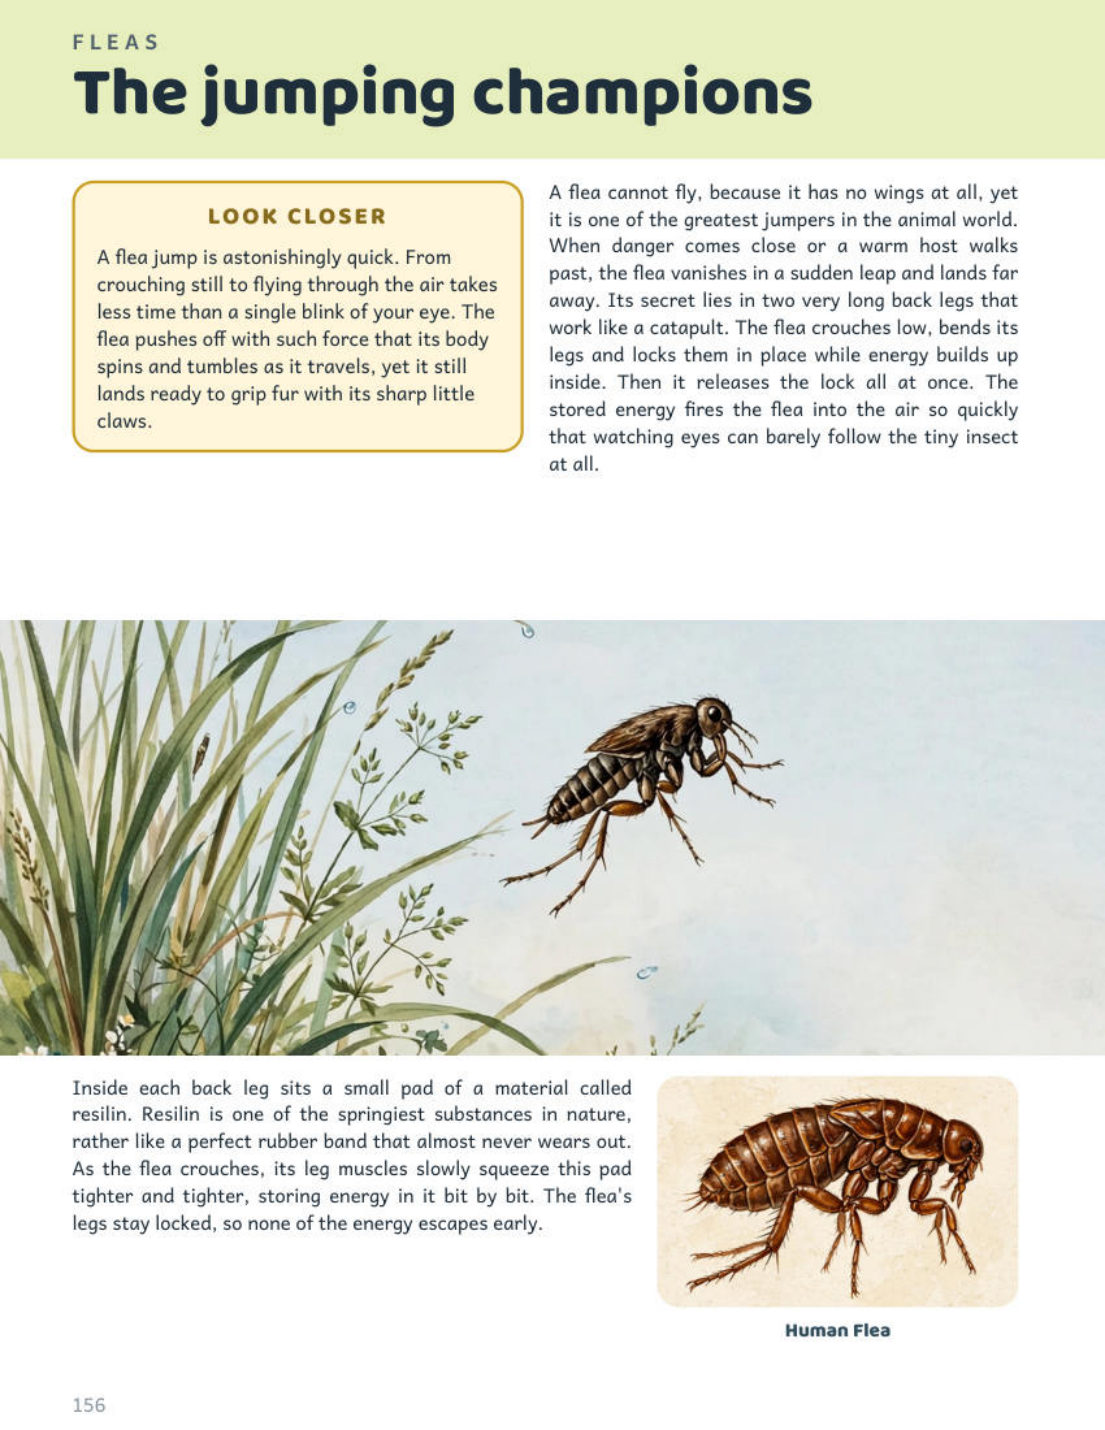 FLEAS
The jumping champions
LOOK CLOSER
A flea jump is astonishingly quick. From
crouching still to flying through the air takes
less time than a single blink of your eye. The
flea pushes off with such force that its body
spins and tumbles as it travels, yet it still
lands ready to grip fur with its sharp little
claws.
A flea cannot fly, because it has no wings at all, yet
it is one of the greatest jumpers in the animal world.
When danger comes close or a warm host walks
past, the flea vanishes in a sudden leap and lands far
away. Its secret lies in two very long back legs that
work like a catapult. The flea crouches low, bends its
legs and locks them in place while energy builds up
inside. Then it releases the lock all at once. The
stored energy fires the flea into the air so quickly
that watching eyes can barely follow the tiny insect
at all.
Inside each back leg sits a small pad of a material called
resilin. Resilin is one of the springiest substances in nature,
rather like a perfect rubber band that almost never wears out.
As the flea crouches, its leg muscles slowly squeeze this pad
tighter and tighter, storing energy in it bit by bit. The flea's
legs stay locked, so none of the energy escapes early.
Human Flea
156